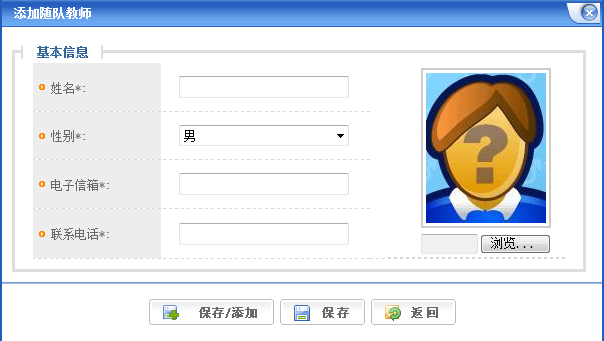 添加随队教师
基本信息
姓名*:
性别*:
男
电子信箱*:
联系电话*:
?
浏览...
保存/添加
保存
返回